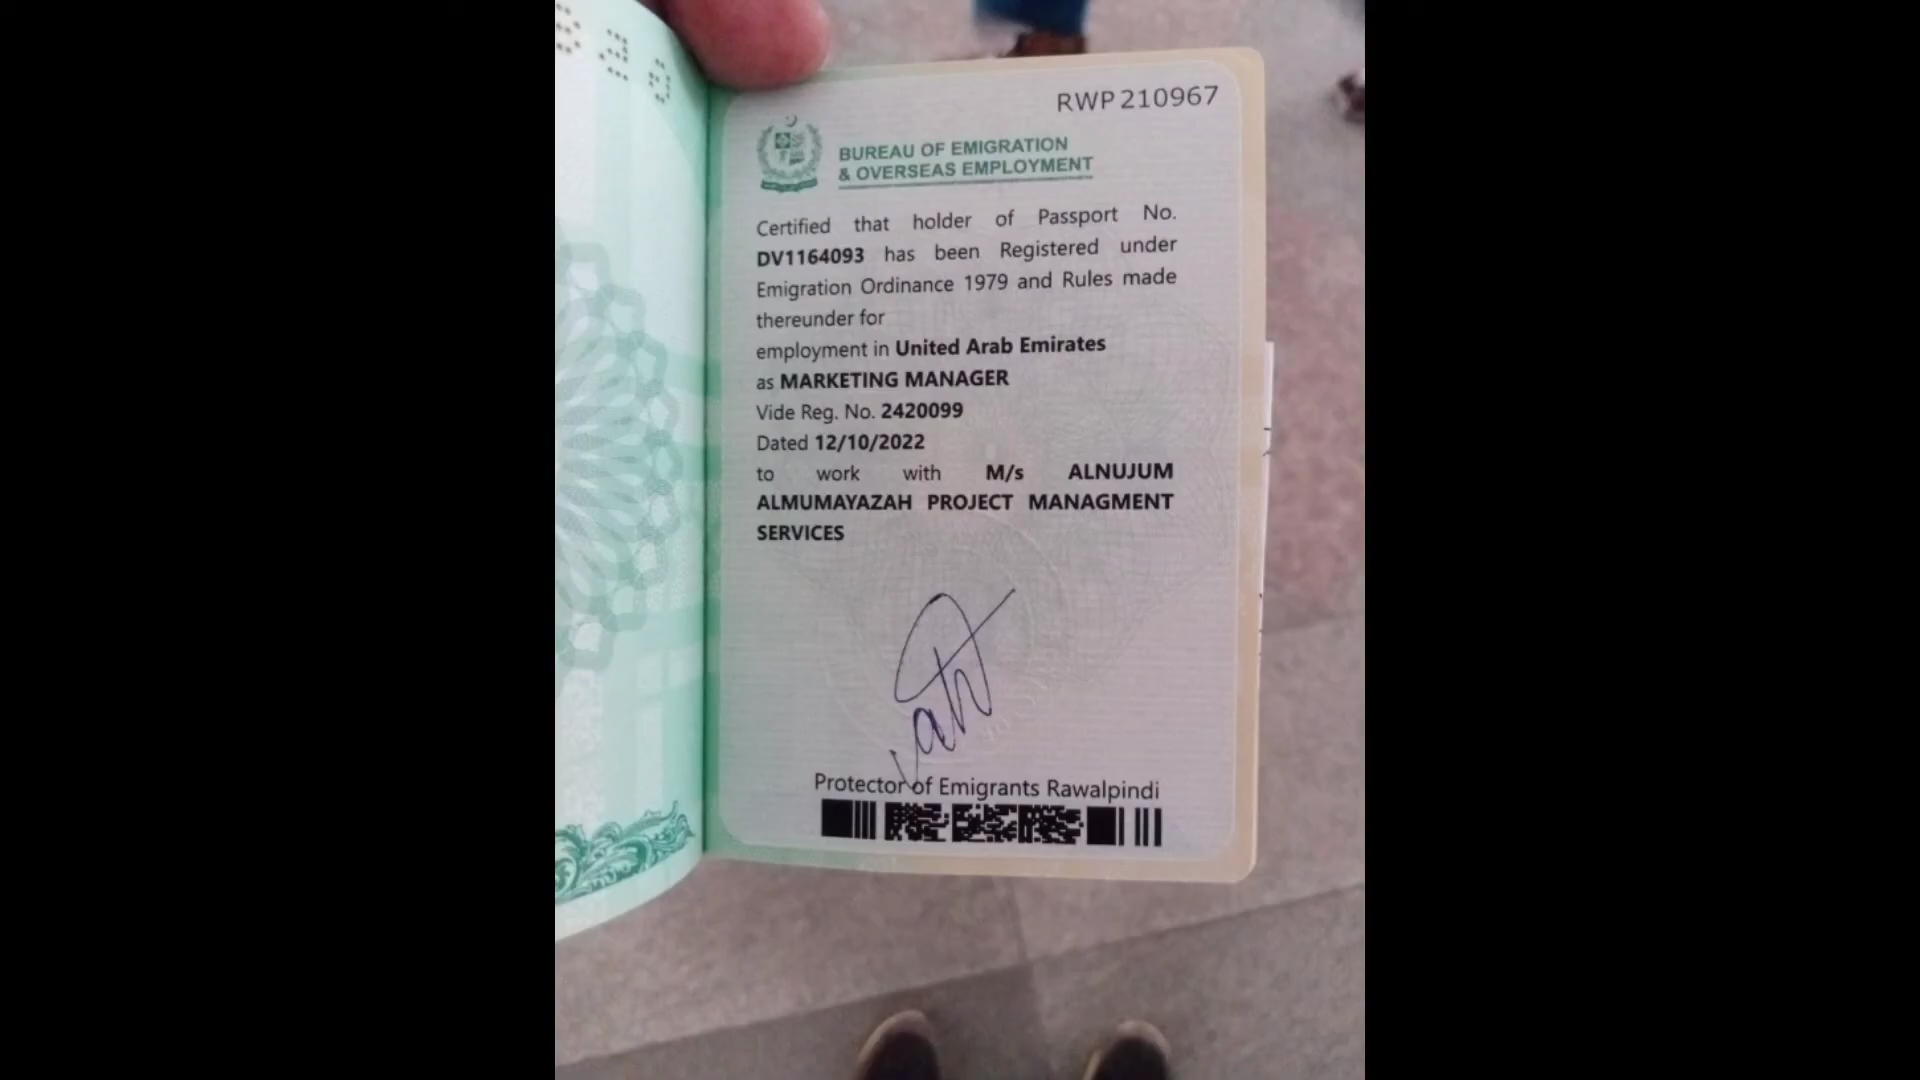 RWP 210967
BUREAU OF EMIGRATION
& OVERSEAS EMPLOYMENT
Certified that holder of Passport No.
DV1164093 has been Registered under
Emigration Ordinance 1979 and Rules made
thereunder for
employment in United Arab Emirates
as MARKETING MANAGER
Vide Reg. No. 2420099
Dated 12/10/2022
to work with M/s ALNUJUM
ALMUMAYAZAH PROJECT MANAGMENT
SERVICES
Protector of Emigrants Rawalpindi